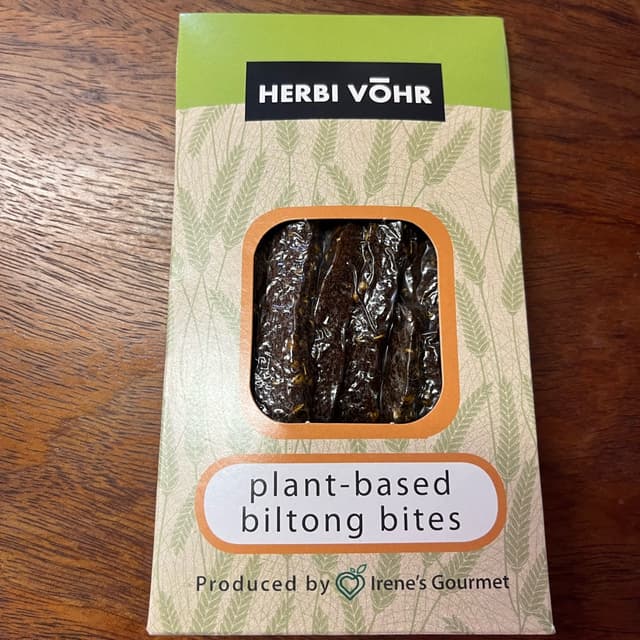 HERBI VŌHR
plant-based
biltong bites
Produced by Irene's Gourmet